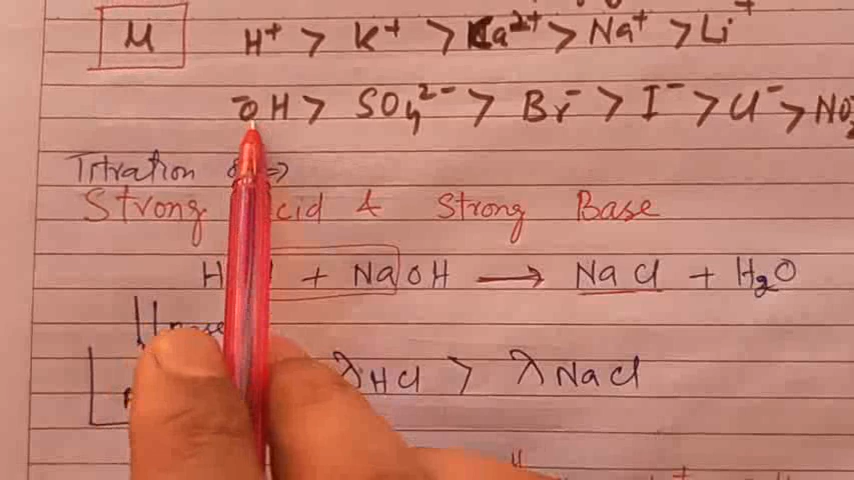 μ H⁺ > K⁺ > Ca²⁺ > Na⁺ > Li⁺
⁻OH > SO₄²⁻ > Br⁻ > I⁻ > Cl⁻ > NO₃
Titration ⇒
Strong Acid & Strong Base
+ NaOH ⟶ NaCl + H₂O
λHCl > λNaCl